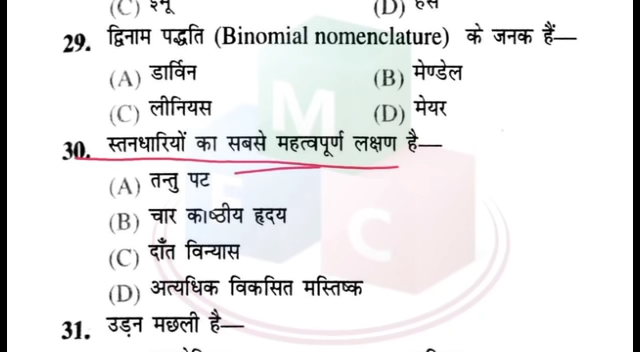 (C) इमू (D) हंस
29. द्विनाम पद्धति (Binomial nomenclature) के जनक हैं—
(A) डार्विन (B) मेण्डेल
(C) लीनियस (D) मेयर
30. स्तनधारियों का सबसे महत्वपूर्ण लक्षण है—
(A) तन्तु पट
(B) चार काष्ठीय हृदय
(C) दाँत विन्यास
(D) अत्यधिक विकसित मस्तिष्क
31. उड़न मछली है—
M
E
C